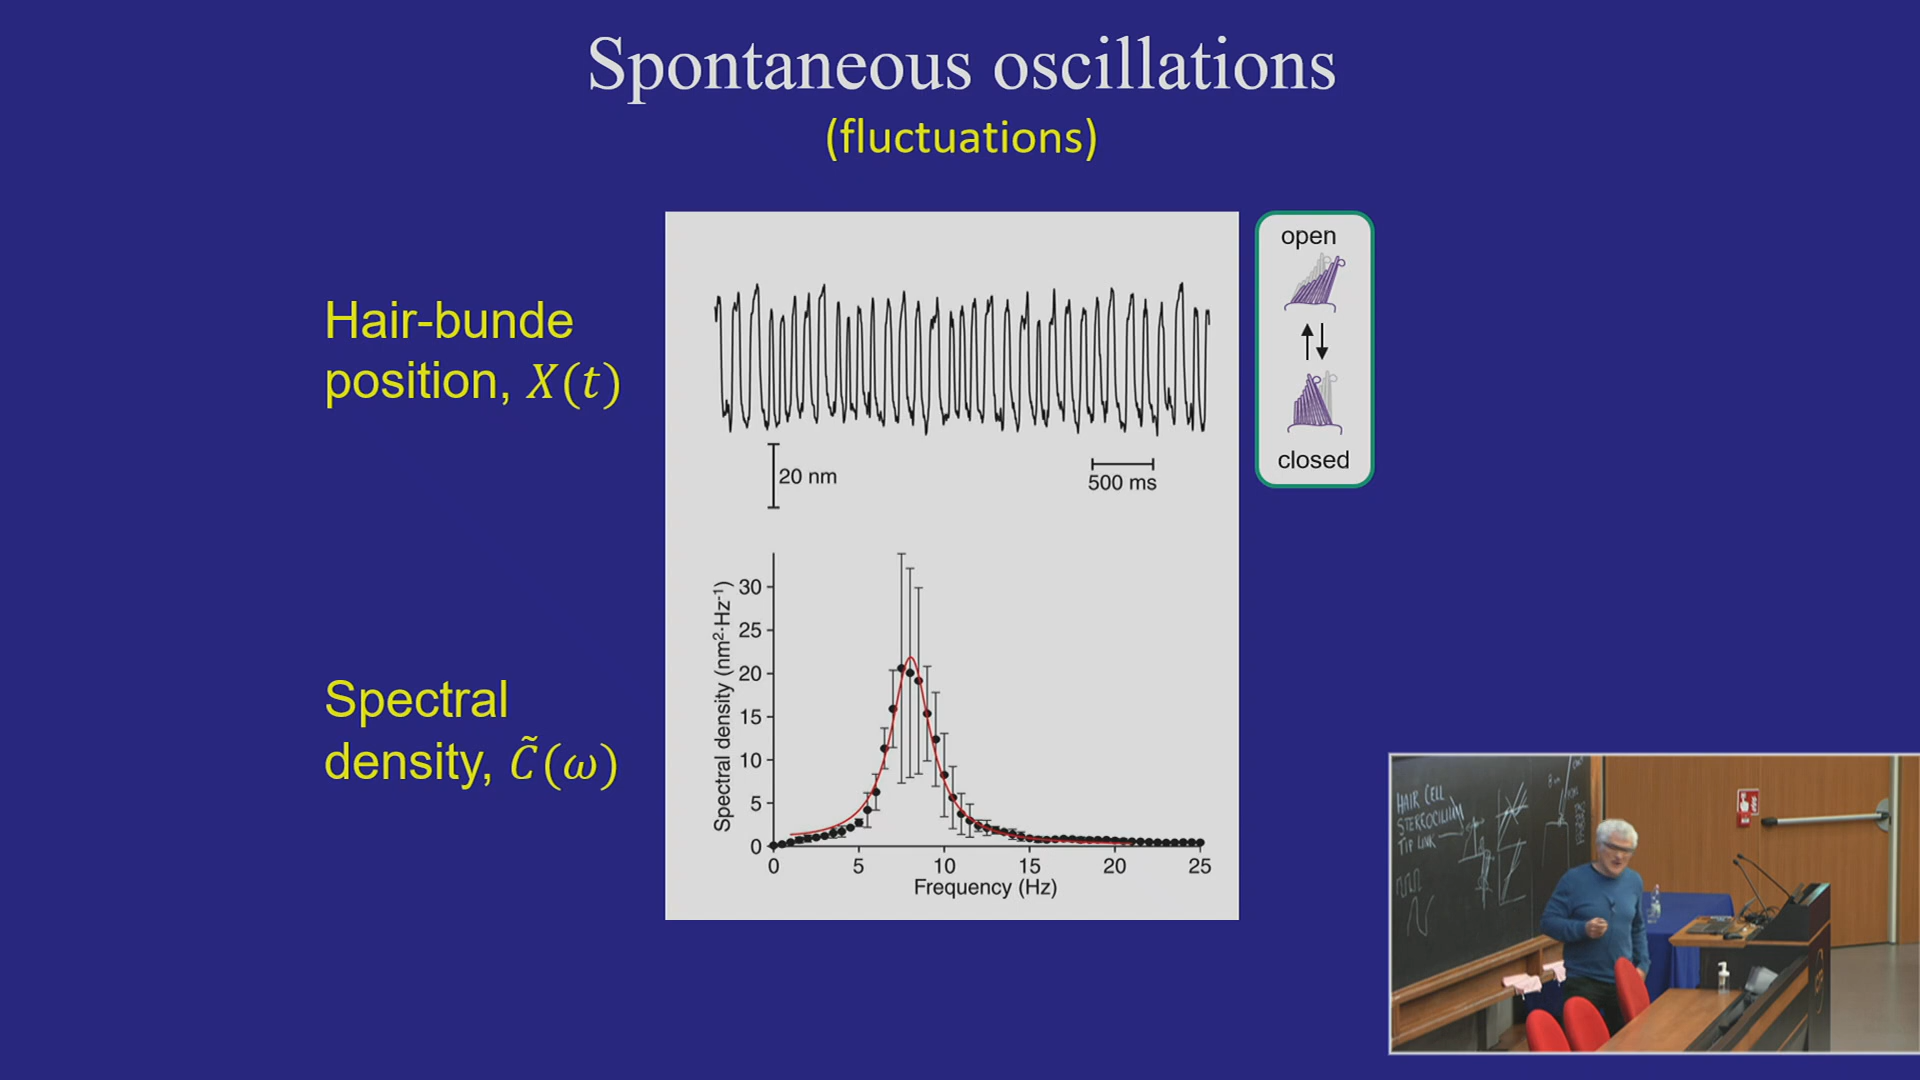 Spontaneous oscillations
(fluctuations)
Hair-bunde
position, X(t)
20 nm
500 ms
open
closed
Spectral
density, C̃(ω)
Spectral density (nm²·Hz⁻¹)
30
25
20
15
10
5
0
0 5 10 15 20 25
Frequency (Hz)
HAIR CELL
STEREOCILIUM
TIP LINK